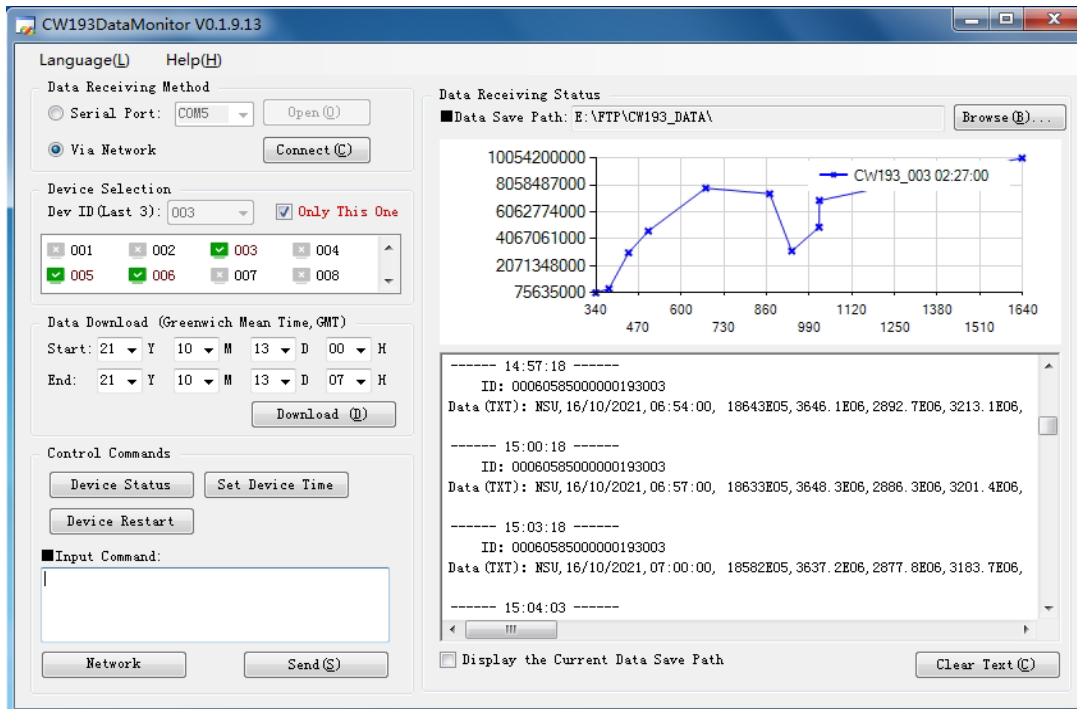 CW193DataMonitor V0.1.9.13
Language(L) Help(H)
Data Receiving Method
Serial Port: COM5 Open(O)
Via Network Connect(C)
Device Selection
Dev ID(Last 3): 003 Only This One
001 002 003 004
005 006 007 008
Data Download (Greenwich Mean Time,GMT)
Start: 21 Y 10 M 13 D 00 H
End: 21 Y 10 M 13 D 07 H
Download (D)
Control Commands
Device Status Set Device Time
Device Restart
■Input Command:
Network Send(S)
Data Receiving Status
■Data Save Path: E:\FTP\CW193_DATA\ Browse(B)...
10054200000
8058487000
6062774000
4067061000
2071348000
75635000
CW193_003 02:27:00
340 600 860 1120 1380 1640
470 730 990 1250 1510
------ 14:57:18 ------
ID: 00060585000000193003
Data(TXT): NSU,16/10/2021,06:54:00, 18643E05,3646.1E06,2892.7E06,3213.1E06,
------ 15:00:18 ------
ID: 00060585000000193003
Data(TXT): NSU,16/10/2021,06:57:00, 18633E05,3648.3E06,2886.3E06,3201.4E06,
------ 15:03:18 ------
ID: 00060585000000193003
Data(TXT): NSU,16/10/2021,07:00:00, 18582E05,3637.2E06,2877.8E06,3183.7E06,
------ 15:04:03 ------
Display the Current Data Save Path Clear Text(C)